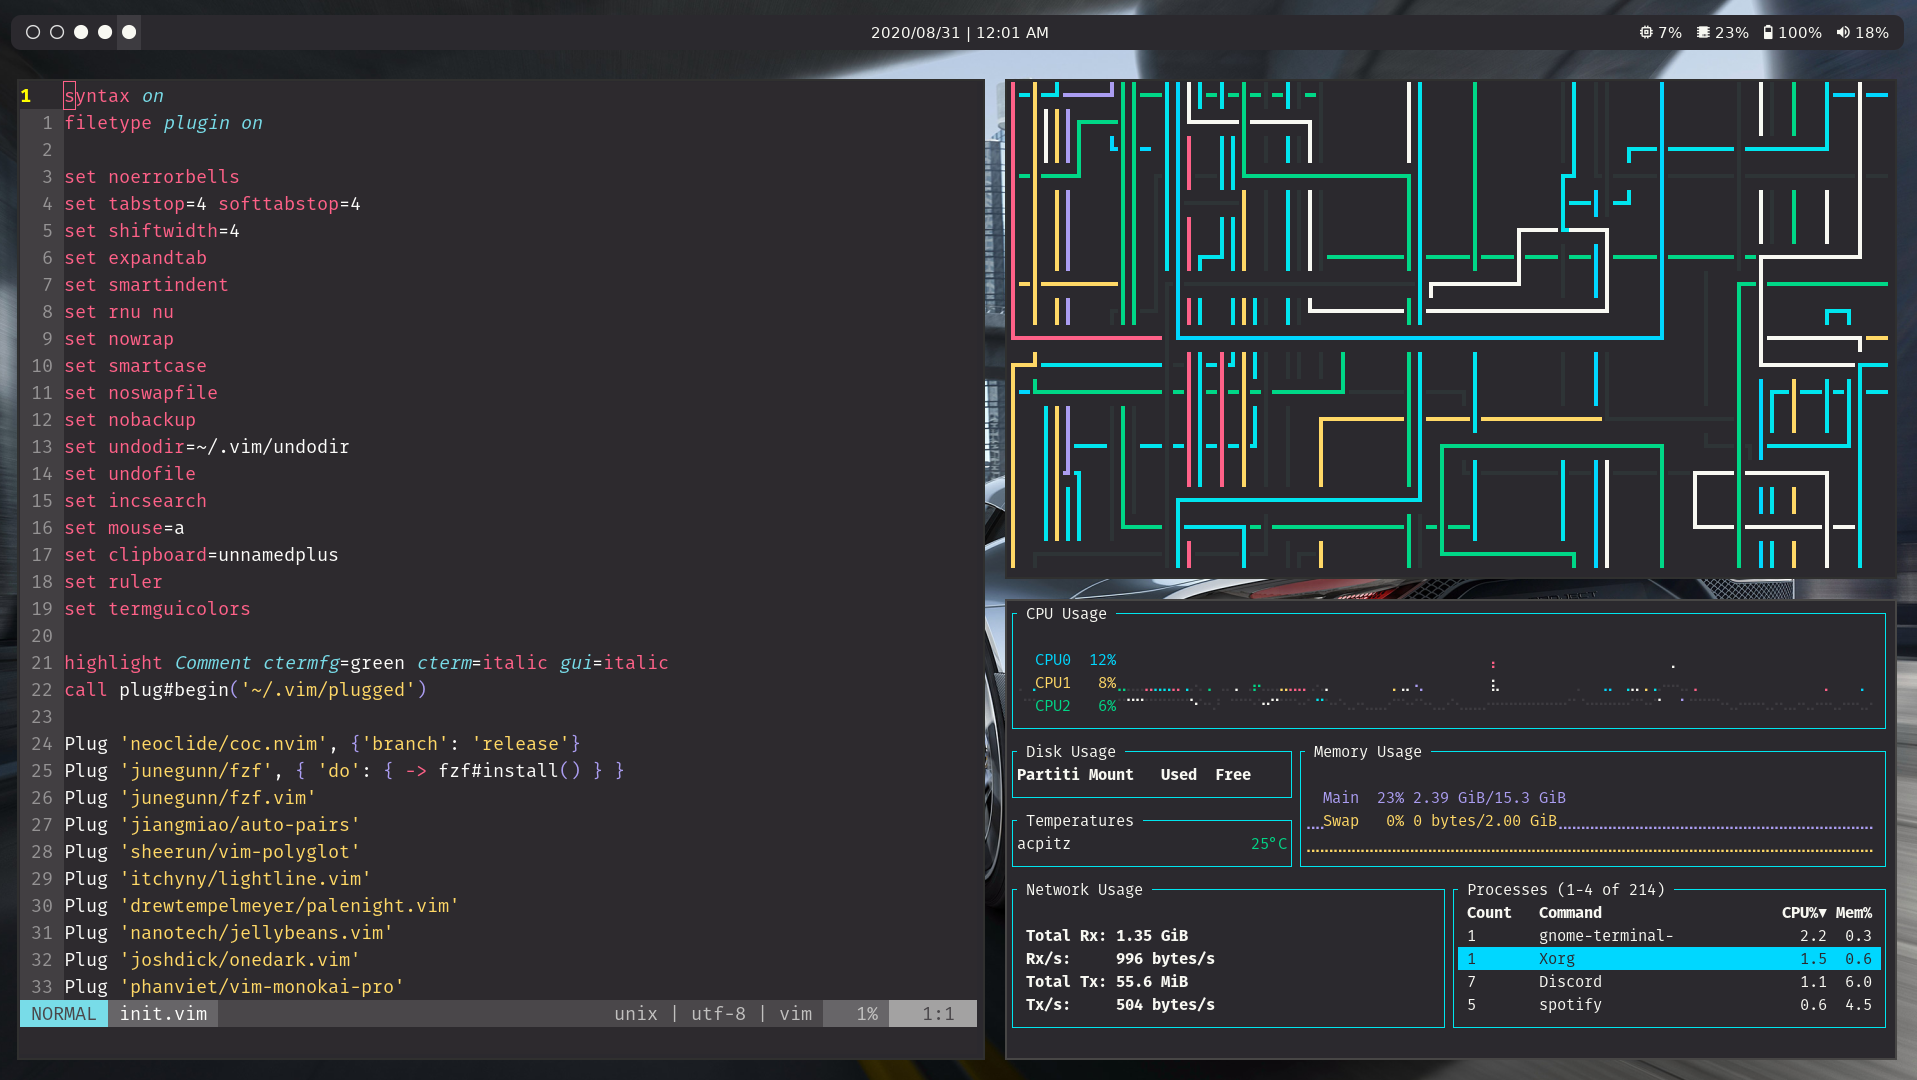 2020/08/31 | 12:01 AM
7% 23% 100% 18%
1 syntax on
1 filetype plugin on
2
3 set noerrorbells
4 set tabstop=4 softtabstop=4
5 set shiftwidth=4
6 set expandtab
7 set smartindent
8 set rnu nu
9 set nowrap
10 set smartcase
11 set noswapfile
12 set nobackup
13 set undodir=~/.vim/undodir
14 set undofile
15 set incsearch
16 set mouse=a
17 set clipboard=unnamedplus
18 set ruler
19 set termguicolors
20
21 highlight Comment ctermfg=green cterm=italic gui=italic
22 call plug#begin('~/.vim/plugged')
23
24 Plug 'neoclide/coc.nvim', {'branch': 'release'}
25 Plug 'junegunn/fzf', { 'do': { -> fzf#install() } }
26 Plug 'junegunn/fzf.vim'
27 Plug 'jiangmiao/auto-pairs'
28 Plug 'sheerun/vim-polyglot'
29 Plug 'itchyny/lightline.vim'
30 Plug 'drewtempelmeyer/palenight.vim'
31 Plug 'nanotech/jellybeans.vim'
32 Plug 'joshdick/onedark.vim'
33 Plug 'phanviet/vim-monokai-pro'
NORMAL init.vim unix | utf-8 | vim 1% 1:1
CPU Usage
CPU0 12%
CPU1 8%
CPU2 6%
Disk Usage
Partiti Mount Used Free
Temperatures
acpitz 25°C
Memory Usage
Main 23% 2.39 GiB/15.3 GiB
Swap 0% 0 bytes/2.00 GiB
Network Usage
Total Rx: 1.35 GiB
Rx/s: 996 bytes/s
Total Tx: 55.6 MiB
Tx/s: 504 bytes/s
Processes (1-4 of 214)
Count Command CPU%▼ Mem%
1 gnome-terminal- 2.2 0.3
1 Xorg 1.5 0.6
7 Discord 1.1 6.0
5 spotify 0.6 4.5